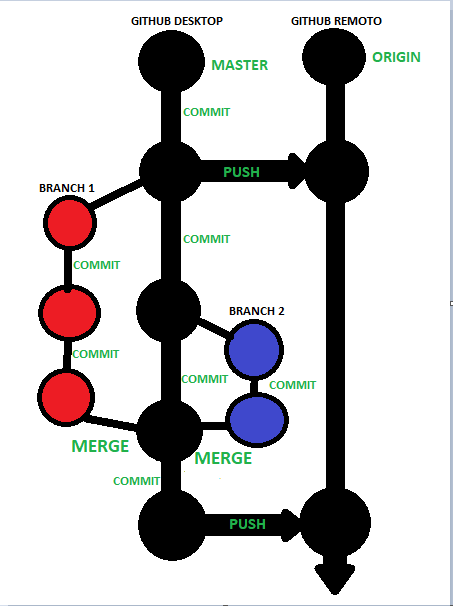 GITHUB DESKTOP
GITHUB REMOTO
MASTER
ORIGIN
COMMIT
PUSH
BRANCH 1
COMMIT
COMMIT
BRANCH 2
COMMIT
COMMIT
COMMIT
MERGE
MERGE
COMMIT
PUSH